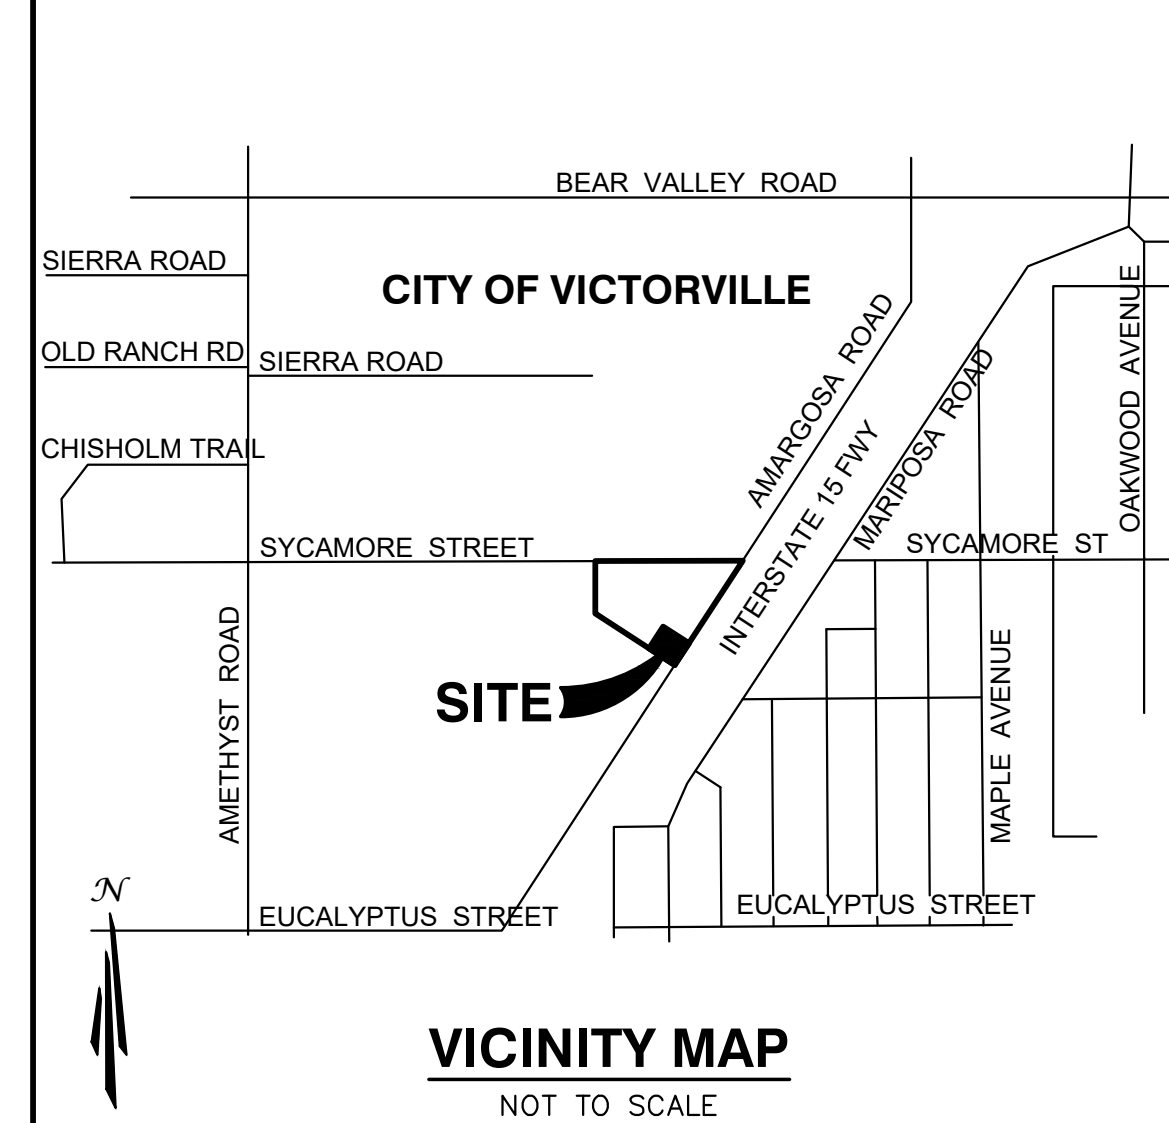 BEAR VALLEY ROAD
SIERRA ROAD
CITY OF VICTORVILLE
OLD RANCH RD
SIERRA ROAD
CHISHOLM TRAIL
AMARGOSA ROAD
INTERSTATE 15 FWY
MARIPOSA ROAD
OAKWOOD AVENUE
SYCAMORE STREET
SYCAMORE ST
SITE
AMETHYST ROAD
MAPLE AVENUE
N
EUCALYPTUS STREET
EUCALYPTUS STREET
VICINITY MAP
NOT TO SCALE